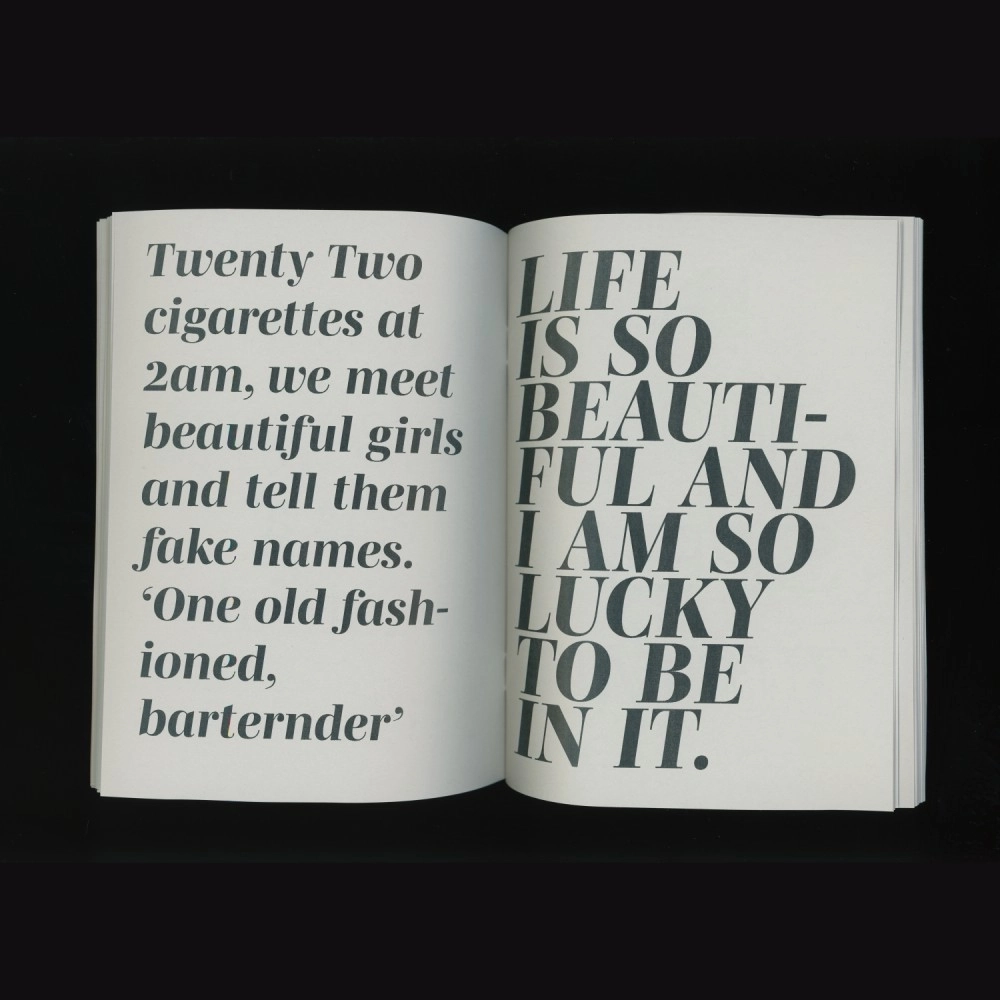 Twenty Two
cigarettes at
2am, we meet
beautiful girls
and tell them
fake names.
‘One old fash-
ioned,
barternder’
LIFE
IS SO
BEAUTI-
FUL AND
I AM SO
LUCKY
TO BE
IN IT.